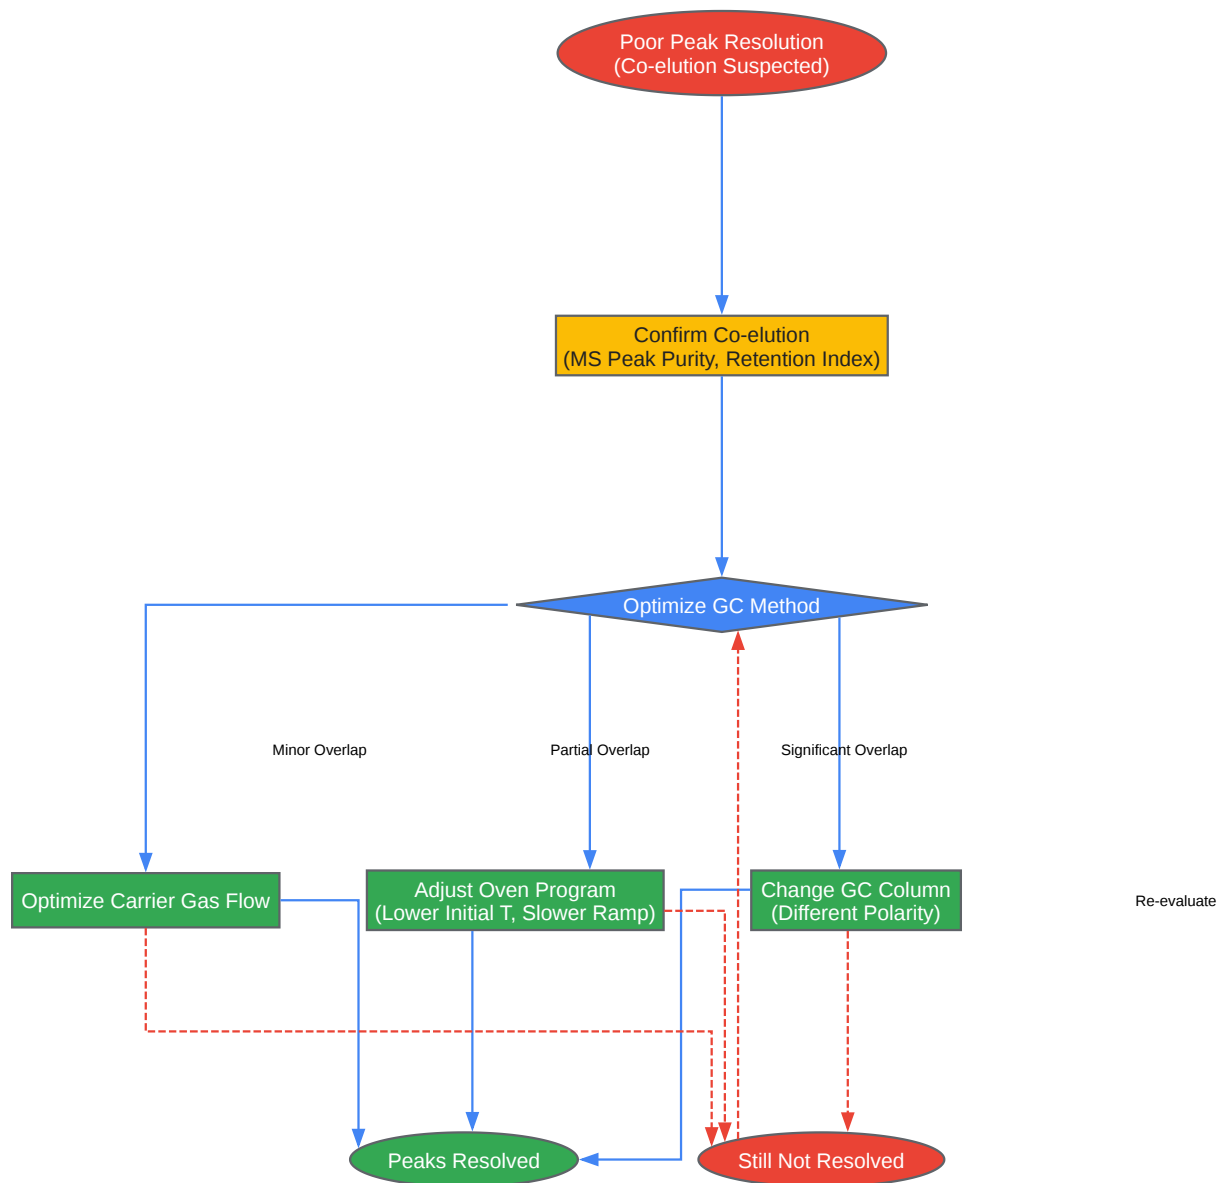 Poor Peak Resolution
(Co-elution Suspected)
Confirm Co-elution
(MS Peak Purity, Retention Index)
Optimize GC Method
Minor Overlap
Partial Overlap
Significant Overlap
Optimize Carrier Gas Flow
Adjust Oven Program
(Lower Initial T, Slower Ramp)
Change GC Column
(Different Polarity)
Re-evaluate
Peaks Resolved
Still Not Resolved